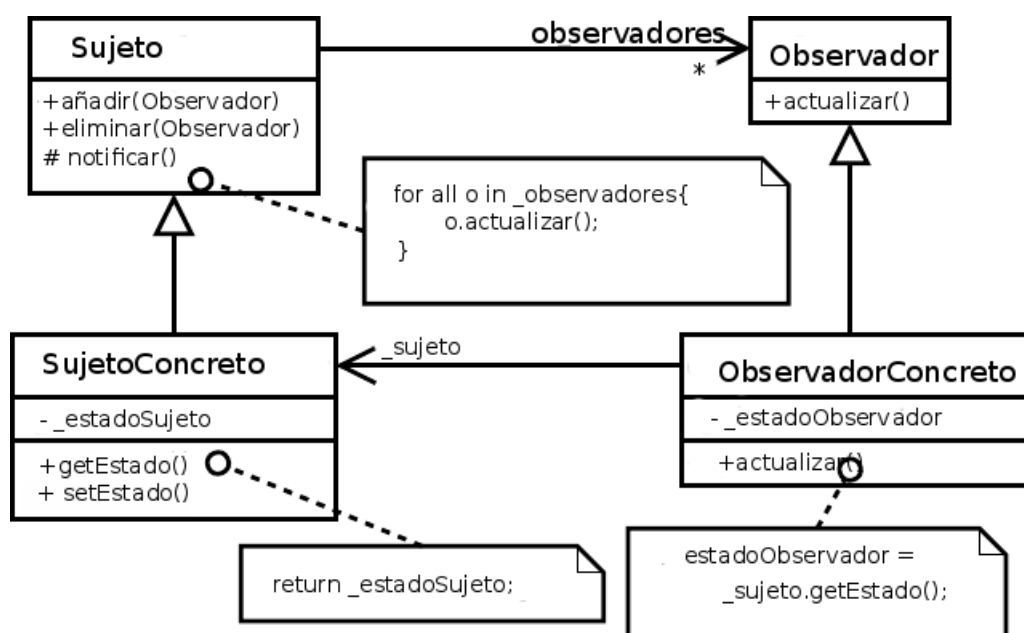 Sujeto
+añadir(Observador)
+eliminar(Observador)
# notificar()
observadores
*
Observador
+actualizar()
for all o in _observadores{
o.actualizar();
}
SujetoConcreto
- _estadoSujeto
+getEstado()
+ setEstado()
_sujeto
ObservadorConcreto
- _estadoObservador
+actualizar()
return _estadoSujeto;
estadoObservador =
_sujeto.getEstado();